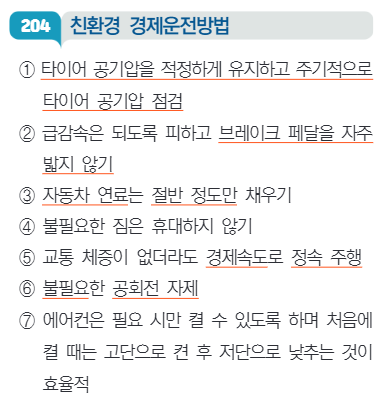 204 친환경 경제운전방법
① 타이어 공기압을 적정하게 유지하고 주기적으로
타이어 공기압 점검
② 급감속은 되도록 피하고 브레이크 페달을 자주
밟지 않기
③ 자동차 연료는 절반 정도만 채우기
④ 불필요한 짐은 휴대하지 않기
⑤ 교통 체증이 없더라도 경제속도로 정속 주행
⑥ 불필요한 공회전 자제
⑦ 에어컨은 필요 시만 켤 수 있도록 하며 처음에
켤 때는 고단으로 켠 후 저단으로 낮추는 것이
효율적